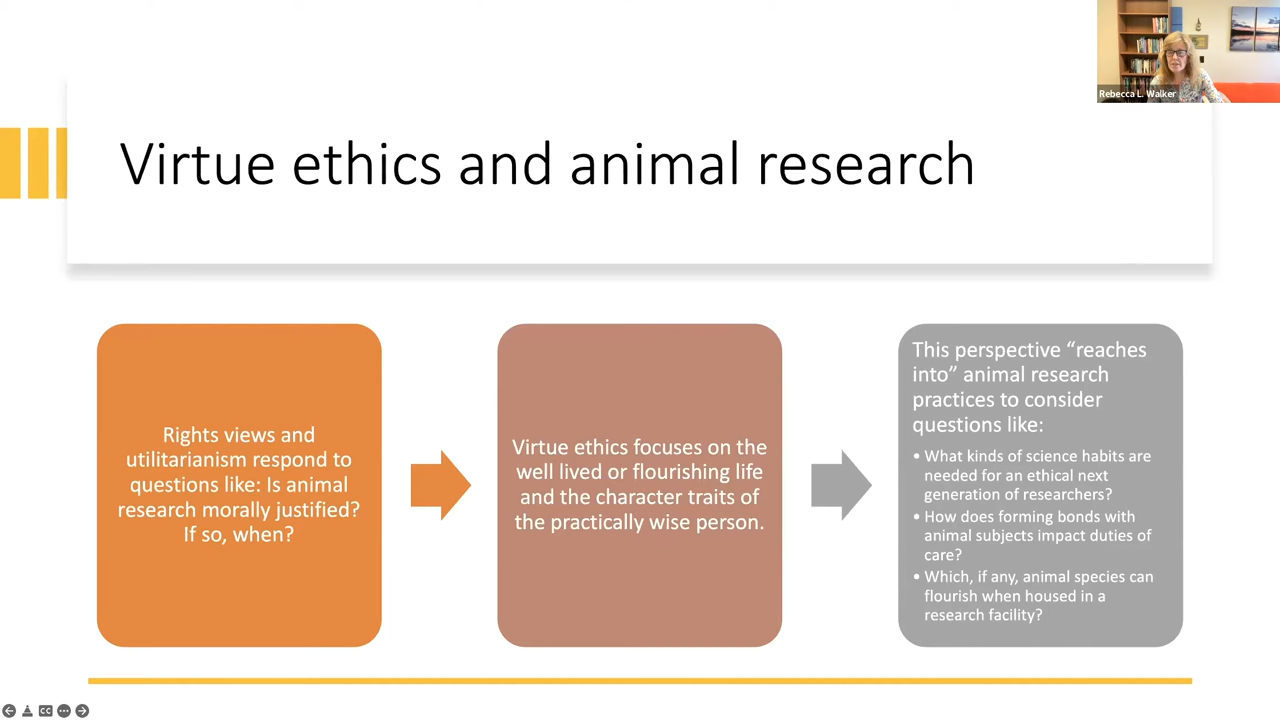 Rebecca L. Walker
Virtue ethics and animal research
Rights views and
utilitarianism respond to
questions like: Is animal
research morally justified?
If so, when?
Virtue ethics focuses on the
well lived or flourishing life
and the character traits of
the practically wise person.
This perspective “reaches
into” animal research
practices to consider
questions like:
• What kinds of science habits are
needed for an ethical next
generation of researchers?
• How does forming bonds with
animal subjects impact duties of
care?
• Which, if any, animal species can
flourish when housed in a
research facility?
CC